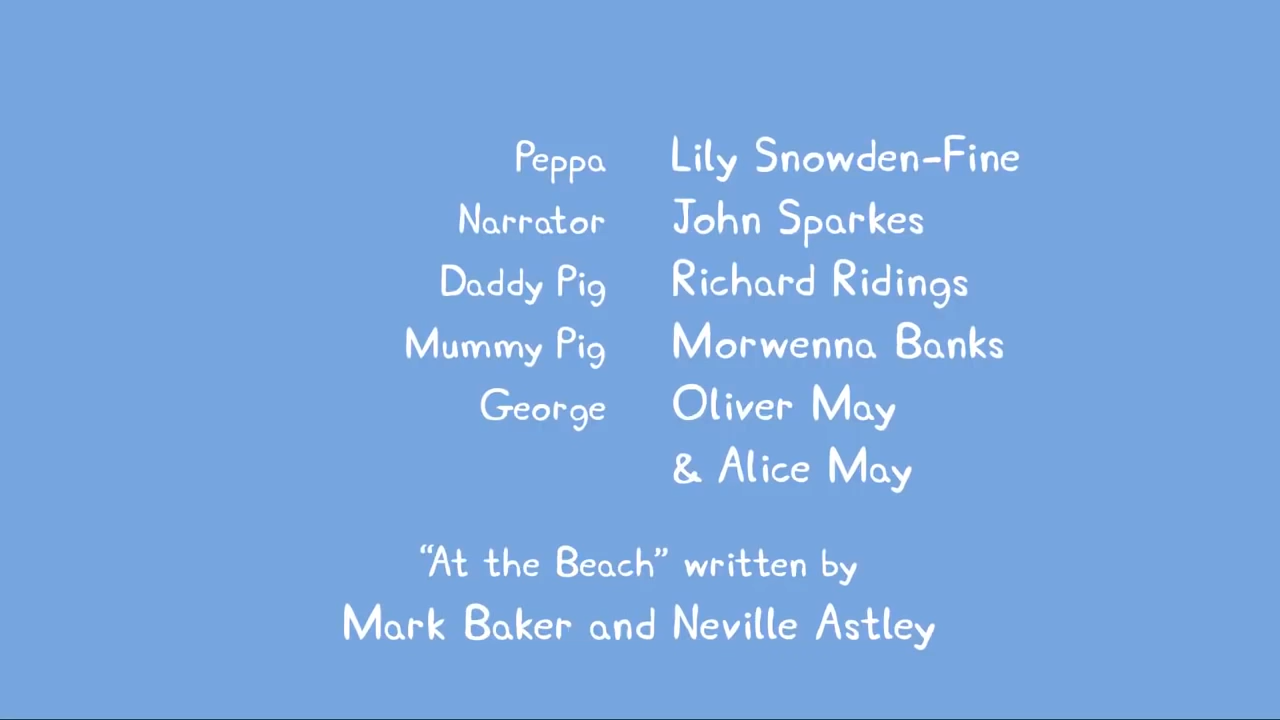 Peppa Lily Snowden-Fine
Narrator John Sparkes
Daddy Pig Richard Ridings
Mummy Pig Morwenna Banks
George Oliver May
& Alice May
“At the Beach” written by
Mark Baker and Neville Astley